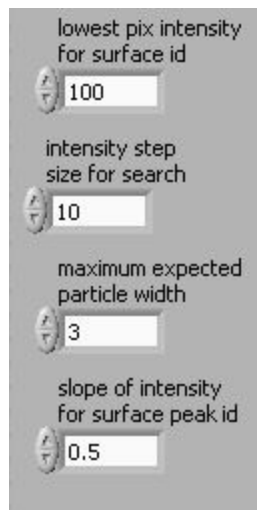 lowest pix intensity
for surface id
100
intensity step
size for search
10
maximum expected
particle width
3
slope of intensity
for surface peak id
0.5